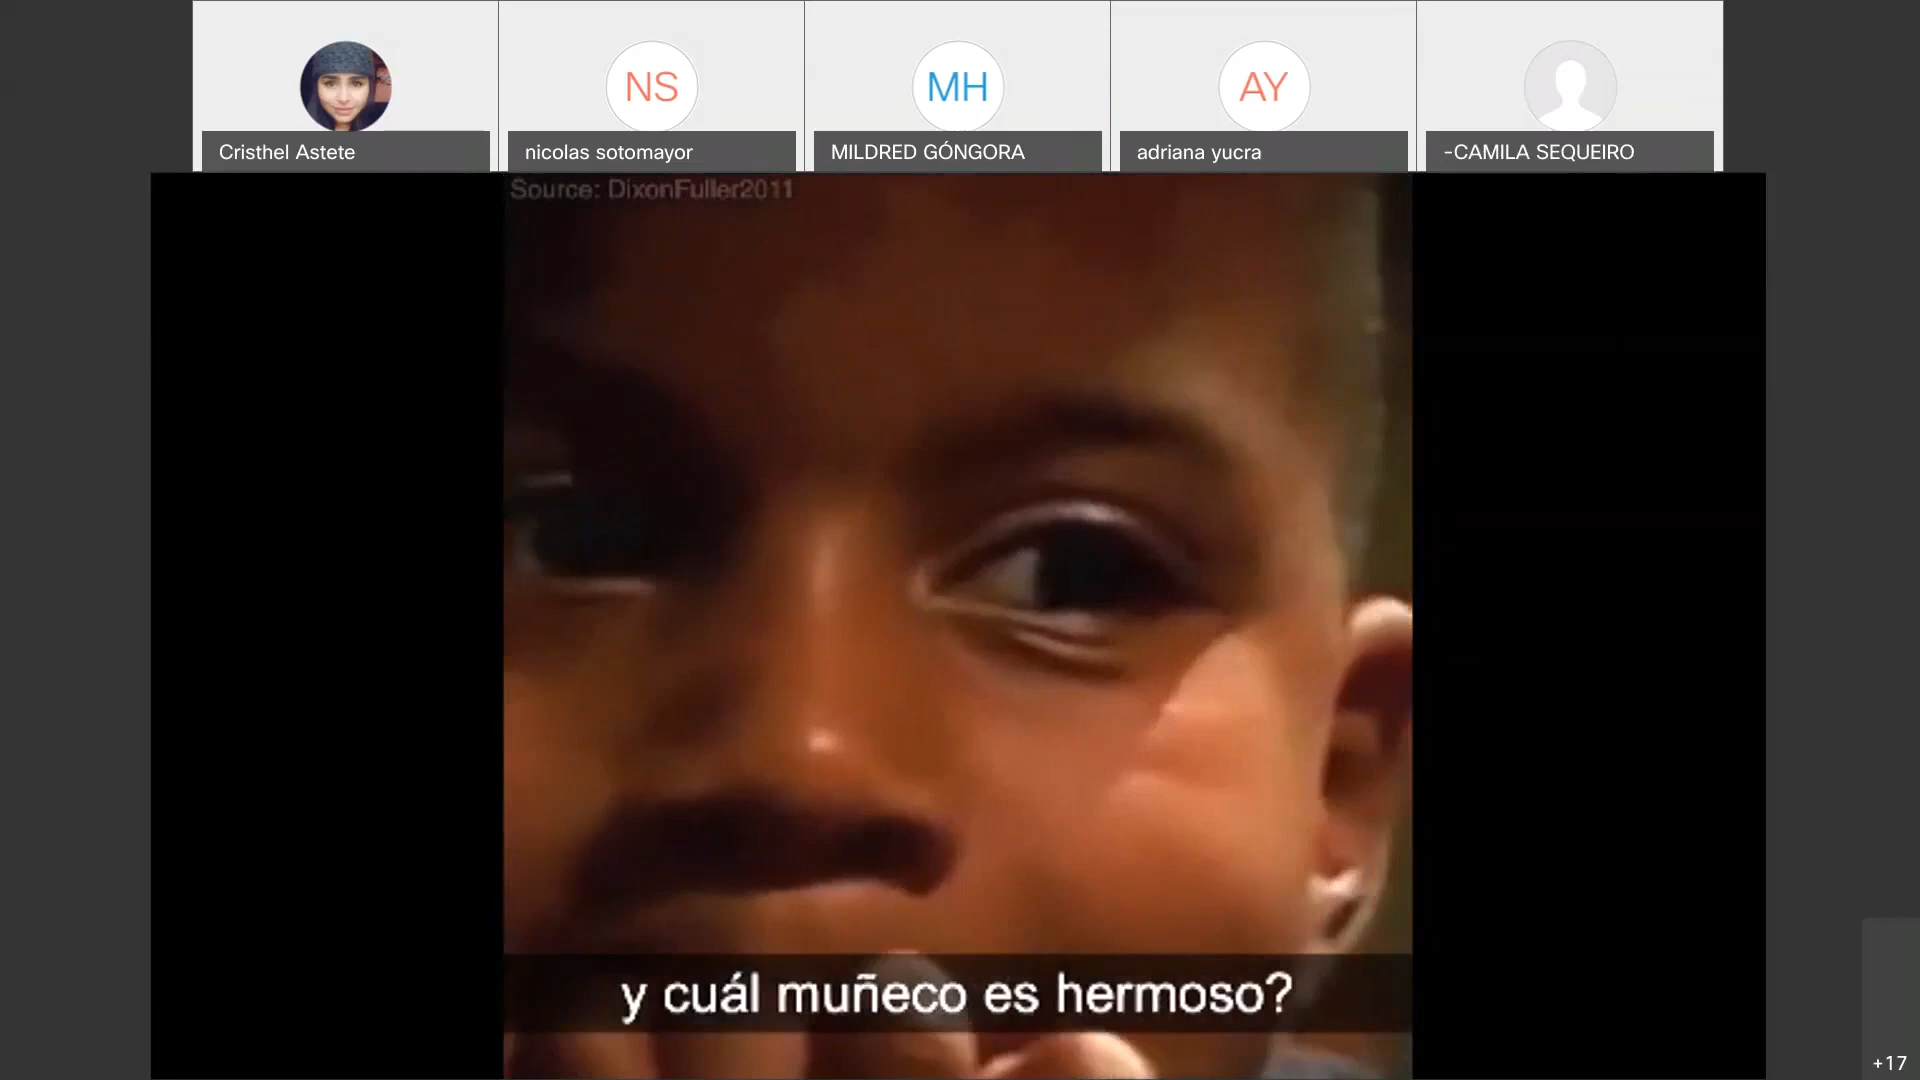 NS
MH
AY
Cristhel Astete
nicolas sotomayor
MILDRED GÓNGORA
adriana yucra
-CAMILA SEQUEIRO
Source: DixonFuller2011
y cuál muñeco es hermoso?
+17